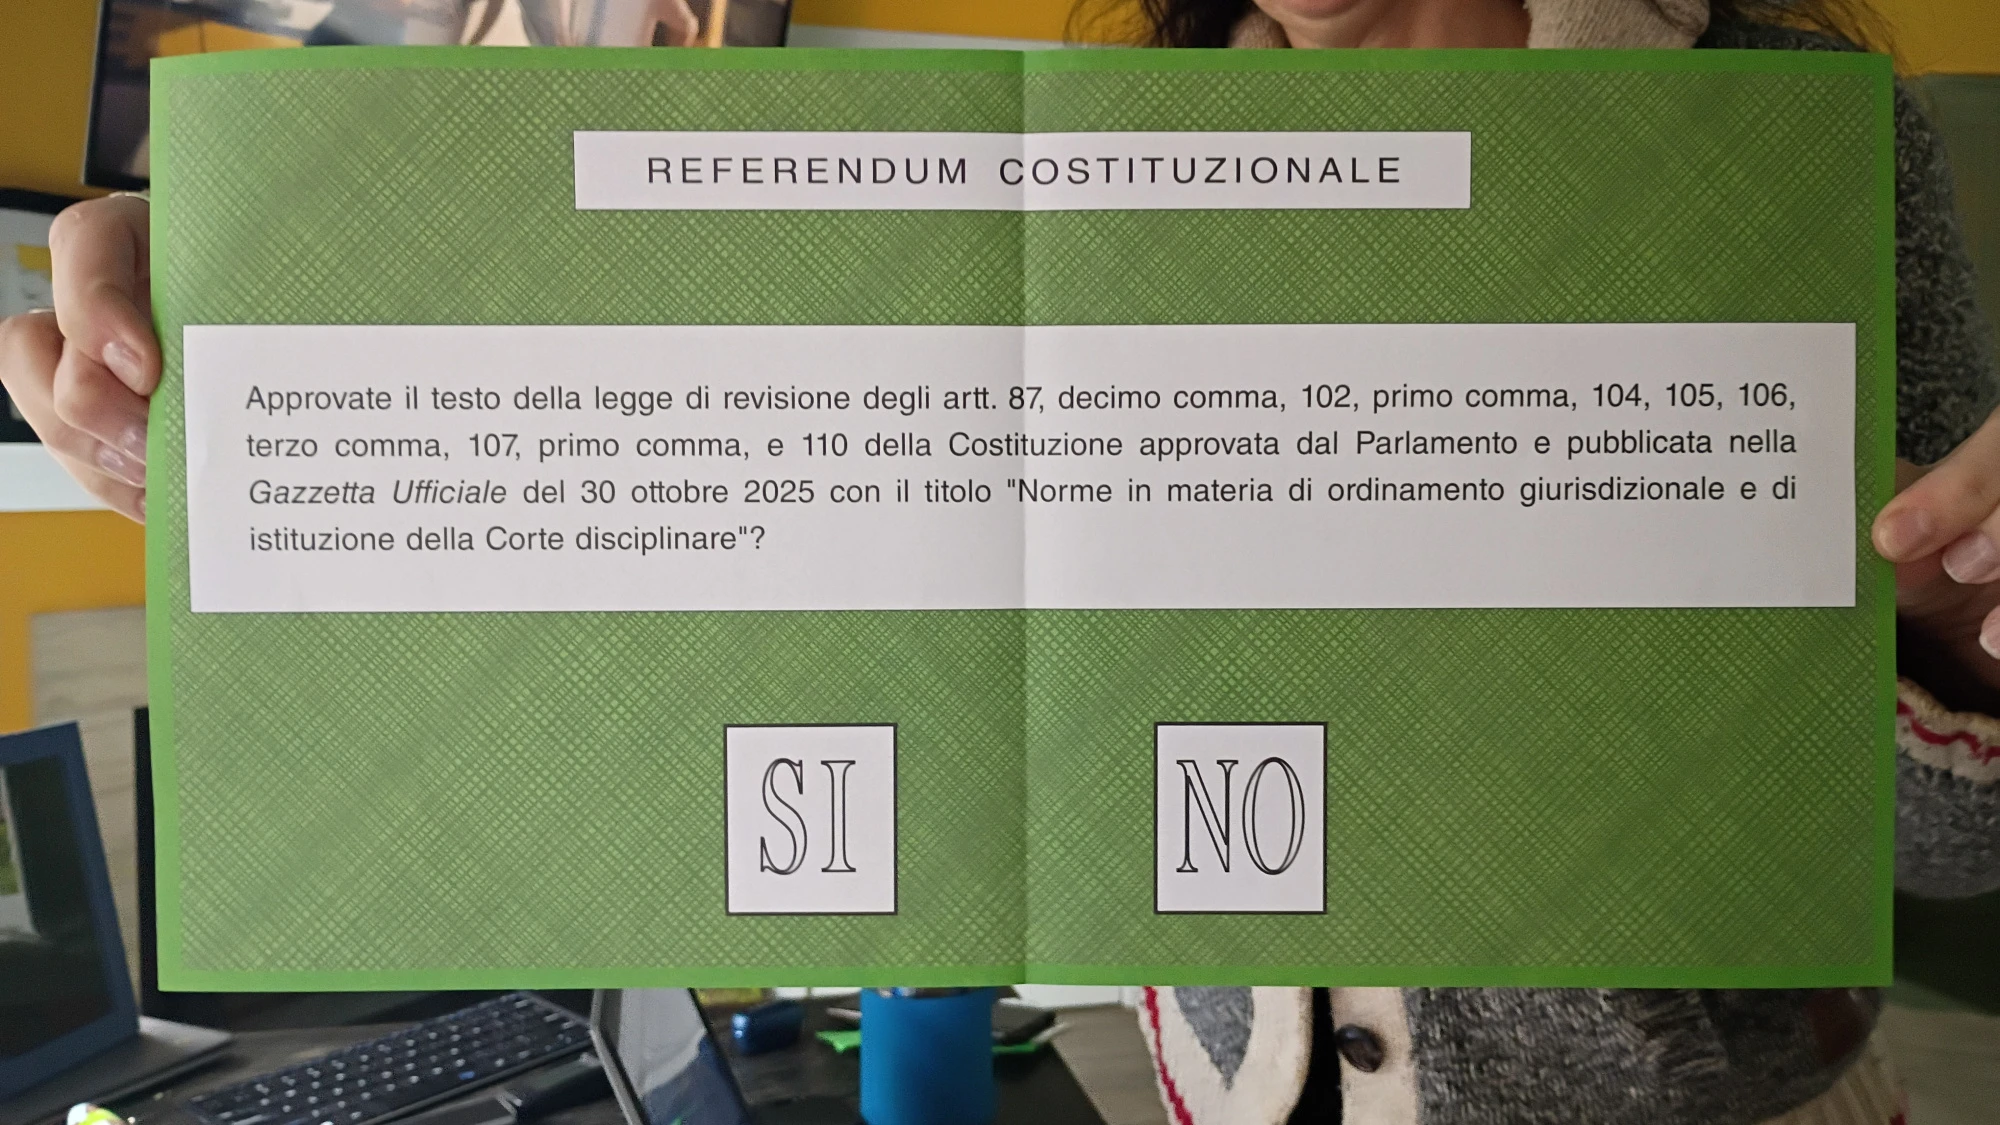 REFERENDUM COSTITUZIONALE
Approvate il testo della legge di revisione degli artt. 87, decimo comma, 102, primo comma, 104, 105, 106,
terzo comma, 107, primo comma, e 110 della Costituzione approvata dal Parlamento e pubblicata nella
Gazzetta Ufficiale del 30 ottobre 2025 con il titolo "Norme in materia di ordinamento giurisdizionale e di
istituzione della Corte disciplinare"?
SI NO